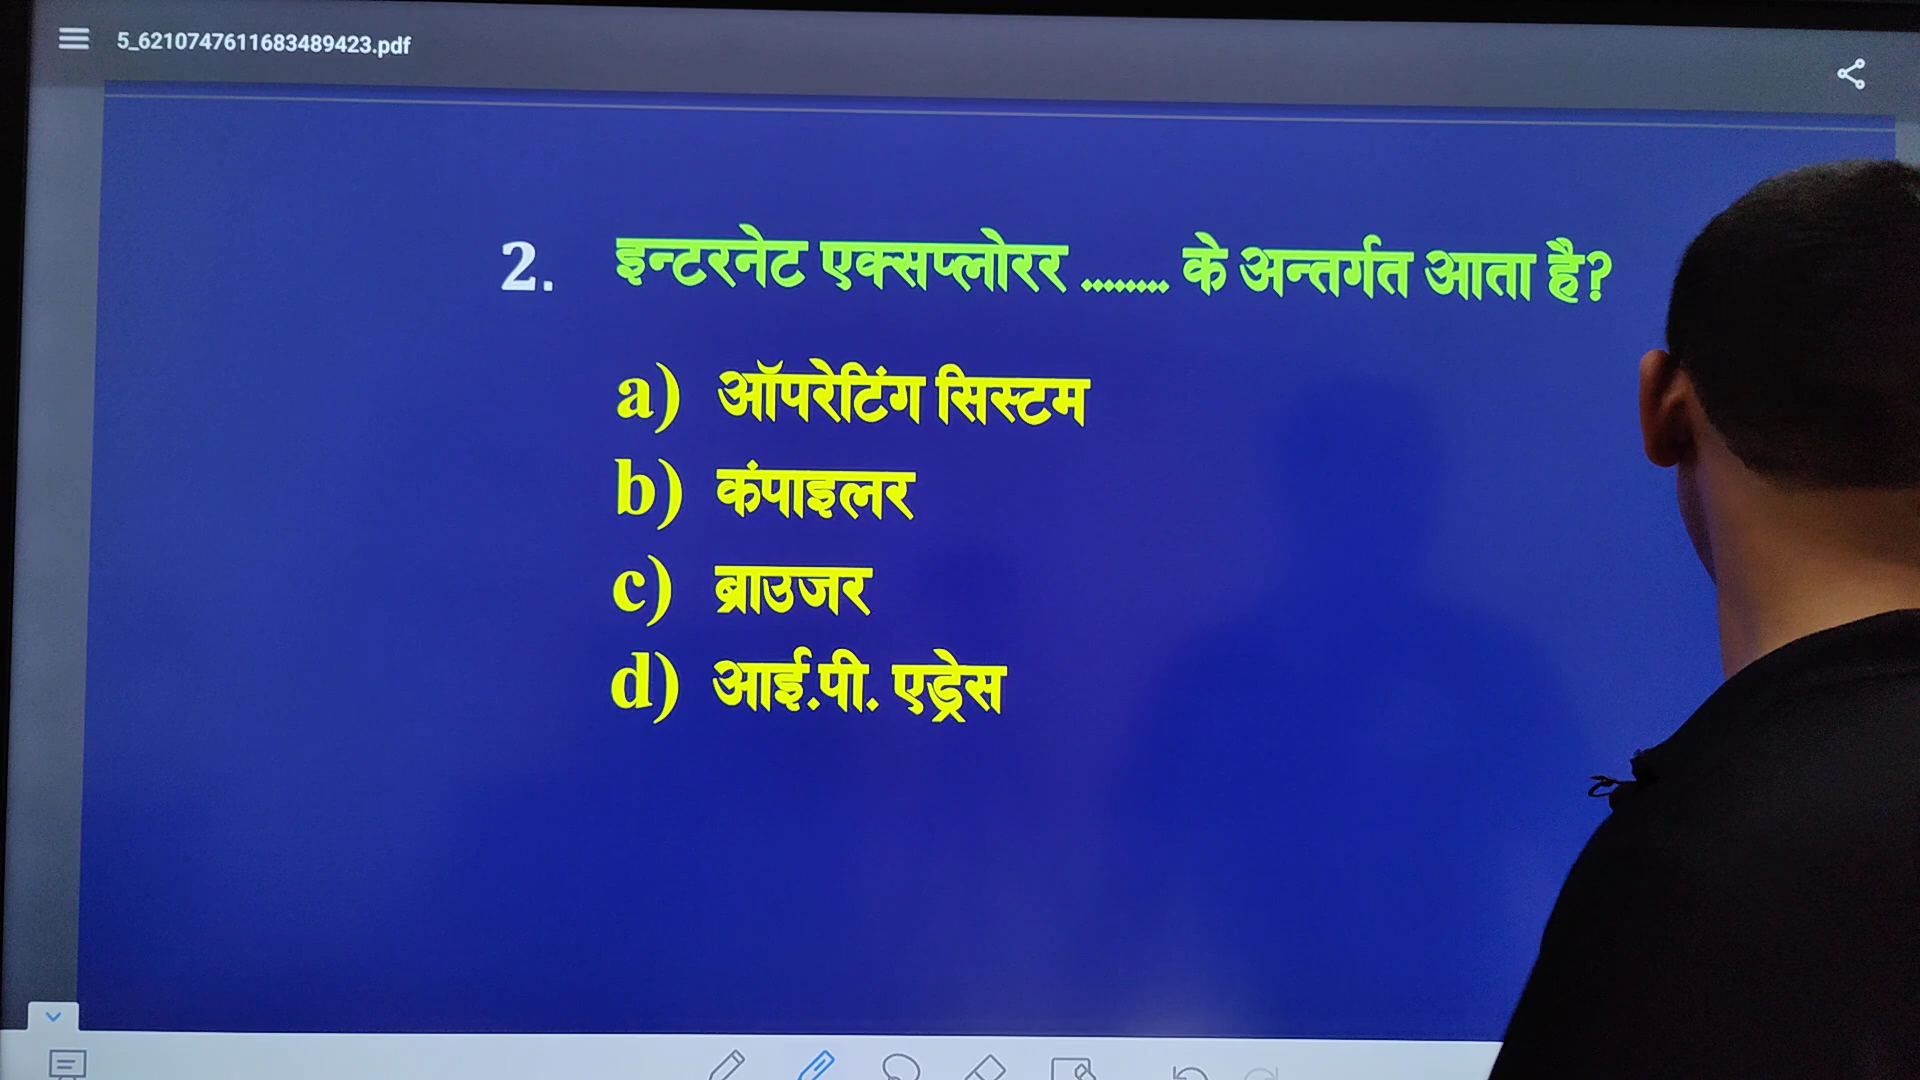 5_6210747611683489423.pdf
2. इन्टरनेट एक्सप्लोरर ........ के अन्तर्गत आता है?
a) ऑपरेटिंग सिस्टम
b) कंपाइलर
c) ब्राउजर
d) आई.पी. एड्रेस